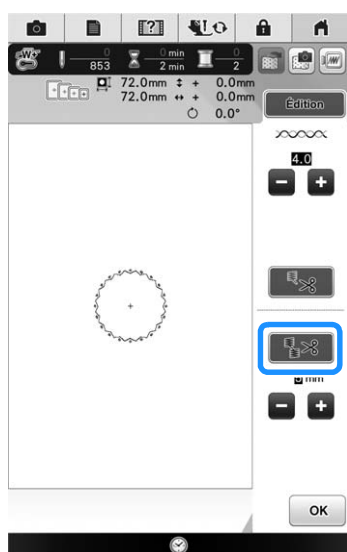 0 0 min 0
853 2 min 2
72.0mm + 0.0mm
72.0mm + 0.0mm
0.0°
Édition
4.0
- +
mm
- +
OK